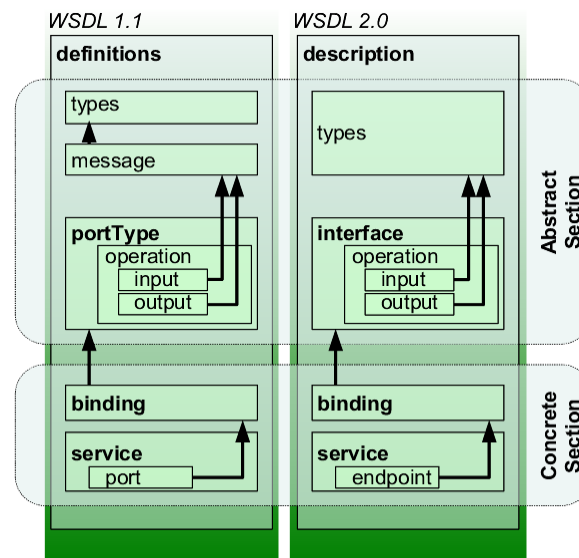 WSDL 1.1
definitions
types
message
portType
operation
input
output
binding
service
port
WSDL 2.0
description
types
interface
operation
input
output
binding
service
endpoint
Abstract
Section
Concrete
Section